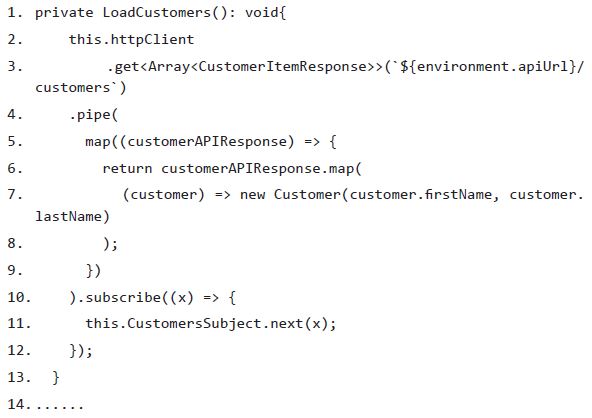 1. private LoadCustomers(): void{
2.     this.httpClient
3.         .get<Array<CustomerItemResponse>>(`${environment.apiUrl}/
customers`)
4.     .pipe(
5.       map((customerAPIResponse) => {
6.         return customerAPIResponse.map(
7.           (customer) => new Customer(customer.firstName, customer.
lastName)
8.         );
9.       })
10.     ).subscribe((x) => {
11.       this.CustomersSubject.next(x);
12.     });
13.   }
14.......